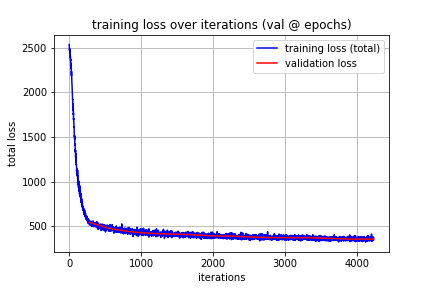 training loss over iterations (val @ epochs)
training loss (total)
validation loss
total loss
2500
2000
1500
1000
500
0
1000
2000
3000
4000
iterations